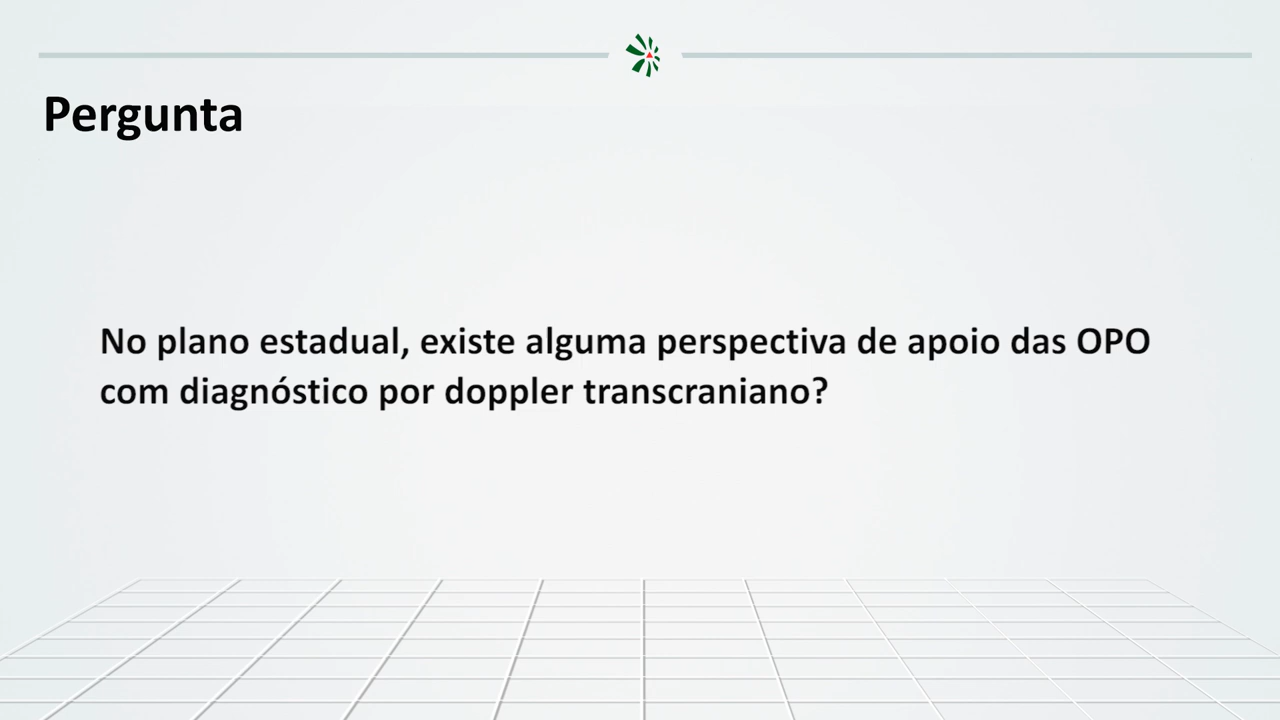 Pergunta
No plano estadual, existe alguma perspectiva de apoio das OPO
com diagnóstico por doppler transcraniano?